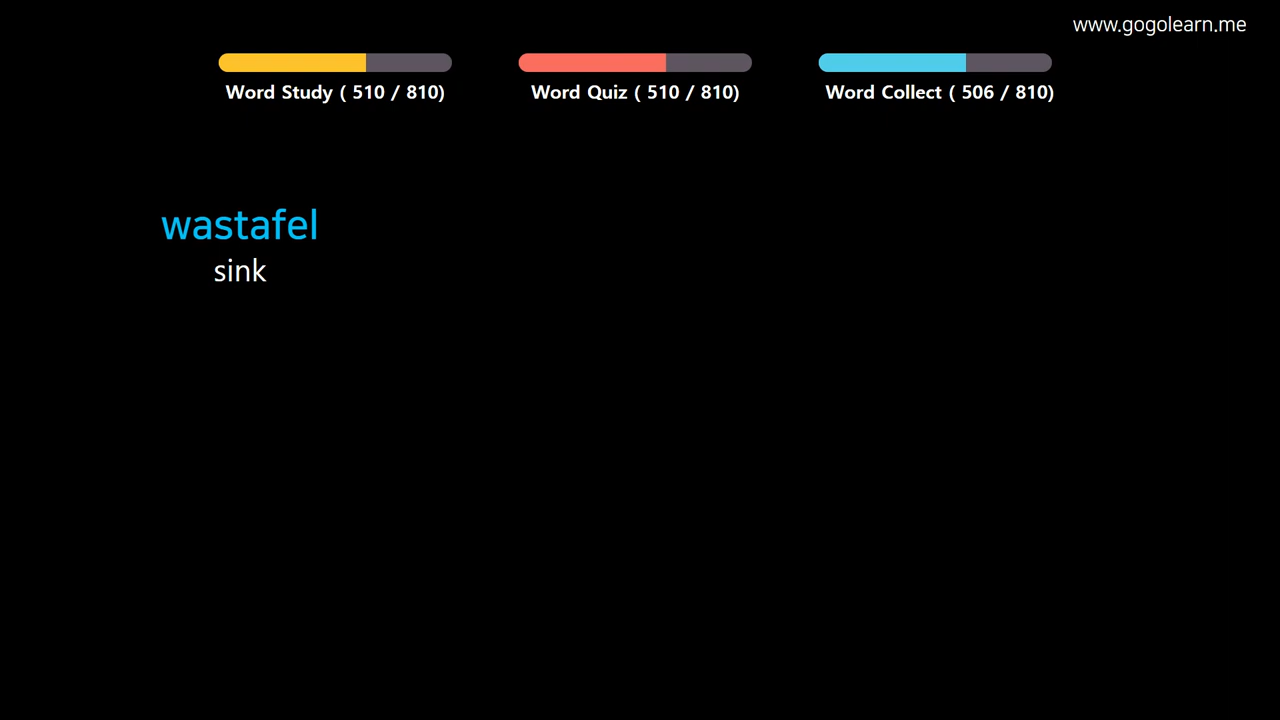 www.gogolearn.me
Word Study ( 510 / 810)
Word Quiz ( 510 / 810)
Word Collect ( 506 / 810)
wastafel
sink